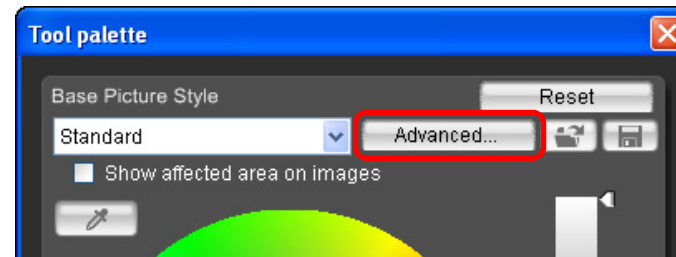 Tool palette
Base Picture Style
Reset
Standard
Advanced...
Show affected area on images